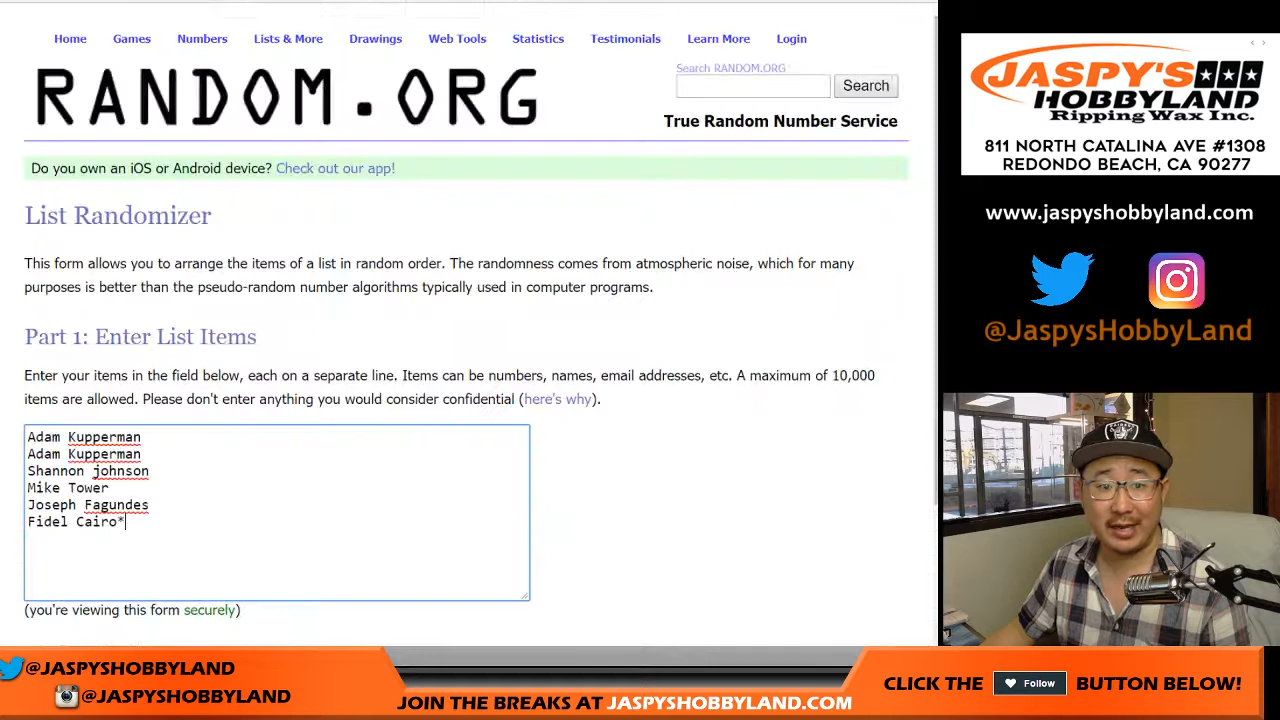 Home Games Numbers Lists & More Drawings Web Tools Statistics Testimonials Learn More Login
RANDOM.ORG
Search RANDOM.ORG
Search
True Random Number Service
Do you own an iOS or Android device? Check out our app!
List Randomizer
This form allows you to arrange the items of a list in random order. The randomness comes from atmospheric noise, which for many
purposes is better than the pseudo-random number algorithms typically used in computer programs.
Part 1: Enter List Items
Enter your items in the field below, each on a separate line. Items can be numbers, names, email addresses, etc. A maximum of 10,000
items are allowed. Please don't enter anything you would consider confidential (here's why).
Adam Kupperman
Adam Kupperman
Shannon johnson
Mike Tower
Joseph Fagundes
Fidel Cairo*
(you're viewing this form securely)
JASPY'S
HOBBYLAND
Ripping Wax Inc.
811 NORTH CATALINA AVE #1308
REDONDO BEACH, CA 90277
www.jaspyshobbyland.com
@JaspysHobbyLand
@JASPYSHOBBYLAND
@JASPYSHOBBYLAND
JOIN THE BREAKS AT JASPYSHOBBYLAND.COM
CLICK THE Follow BUTTON BELOW!